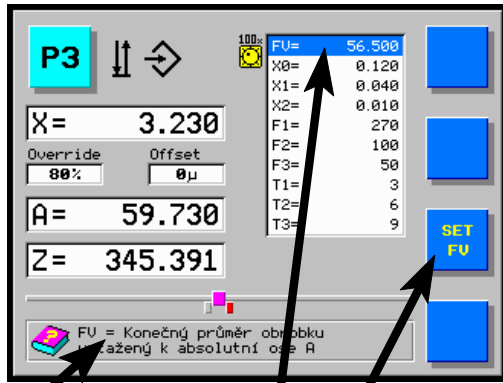 P3
100%
FV= 56.500
X0= 0.120
X1= 0.040
X2= 0.010
F1= 270
F2= 100
F3= 50
T1= 3
T2= 6
T3= 9
X= 3.230
Override Offset
80% 0µ
A= 59.730
Z= 345.391
SET
FV
FV = Konečný průměr obrobku
vztažený k absolutní ose A